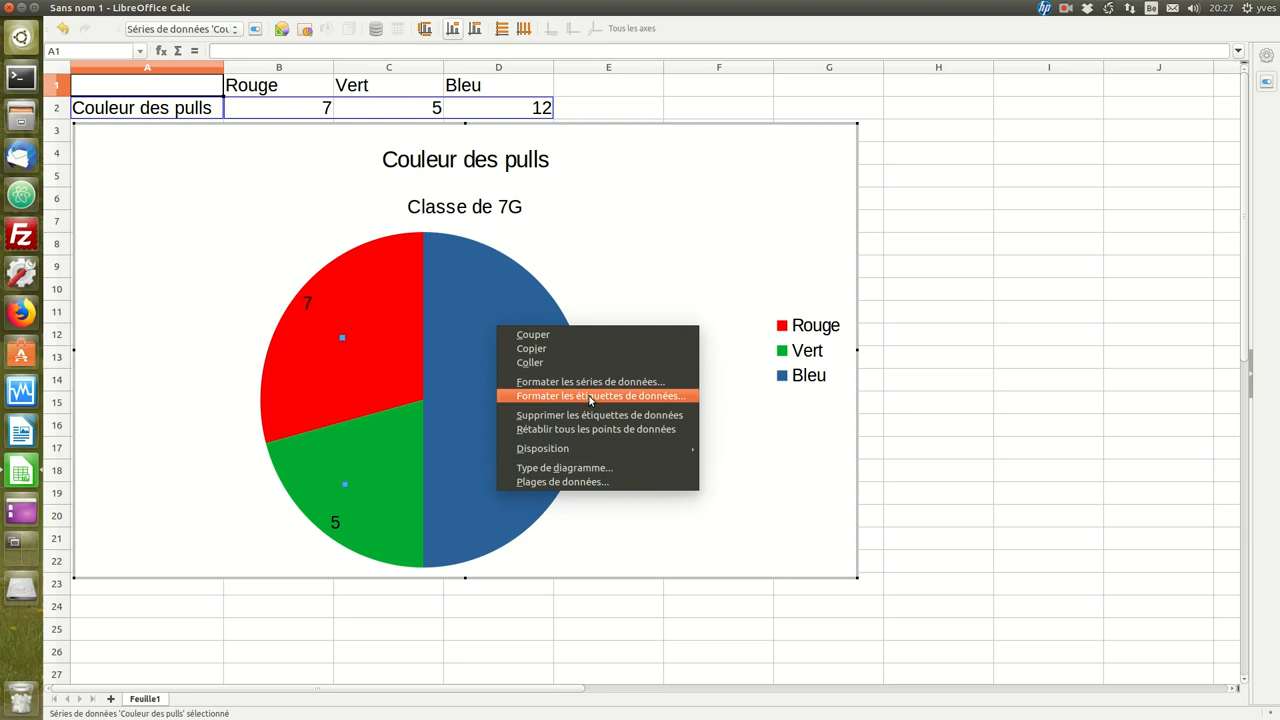 Sans nom 1 - LibreOffice Calc
Be
20:27
yves
Séries de données 'Cou
Tous les axes
A1
A B C D E F G H I J
1 Rouge Vert Bleu
2 Couleur des pulls 7 5 12
3
4
5
6
7
8
9
10
11
12
13
14
15
16
17
18
19
20
21
22
23
24
25
26
27
Couleur des pulls
Classe de 7G
7
5
Rouge
Vert
Bleu
Couper
Copier
Coller
Formater les séries de données...
Formater les étiquettes de données...
Supprimer les étiquettes de données
Rétablir tous les points de données
Disposition
Type de diagramme...
Plages de données...
Feuille1
Séries de données 'Couleur des pulls' sélectionné